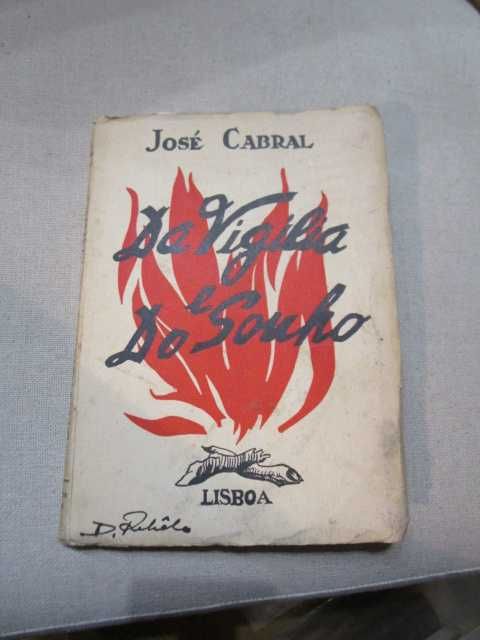 JOSÉ CABRAL
Da Vigília
e
Do Sonho
LISBOA
D. Rebêlo